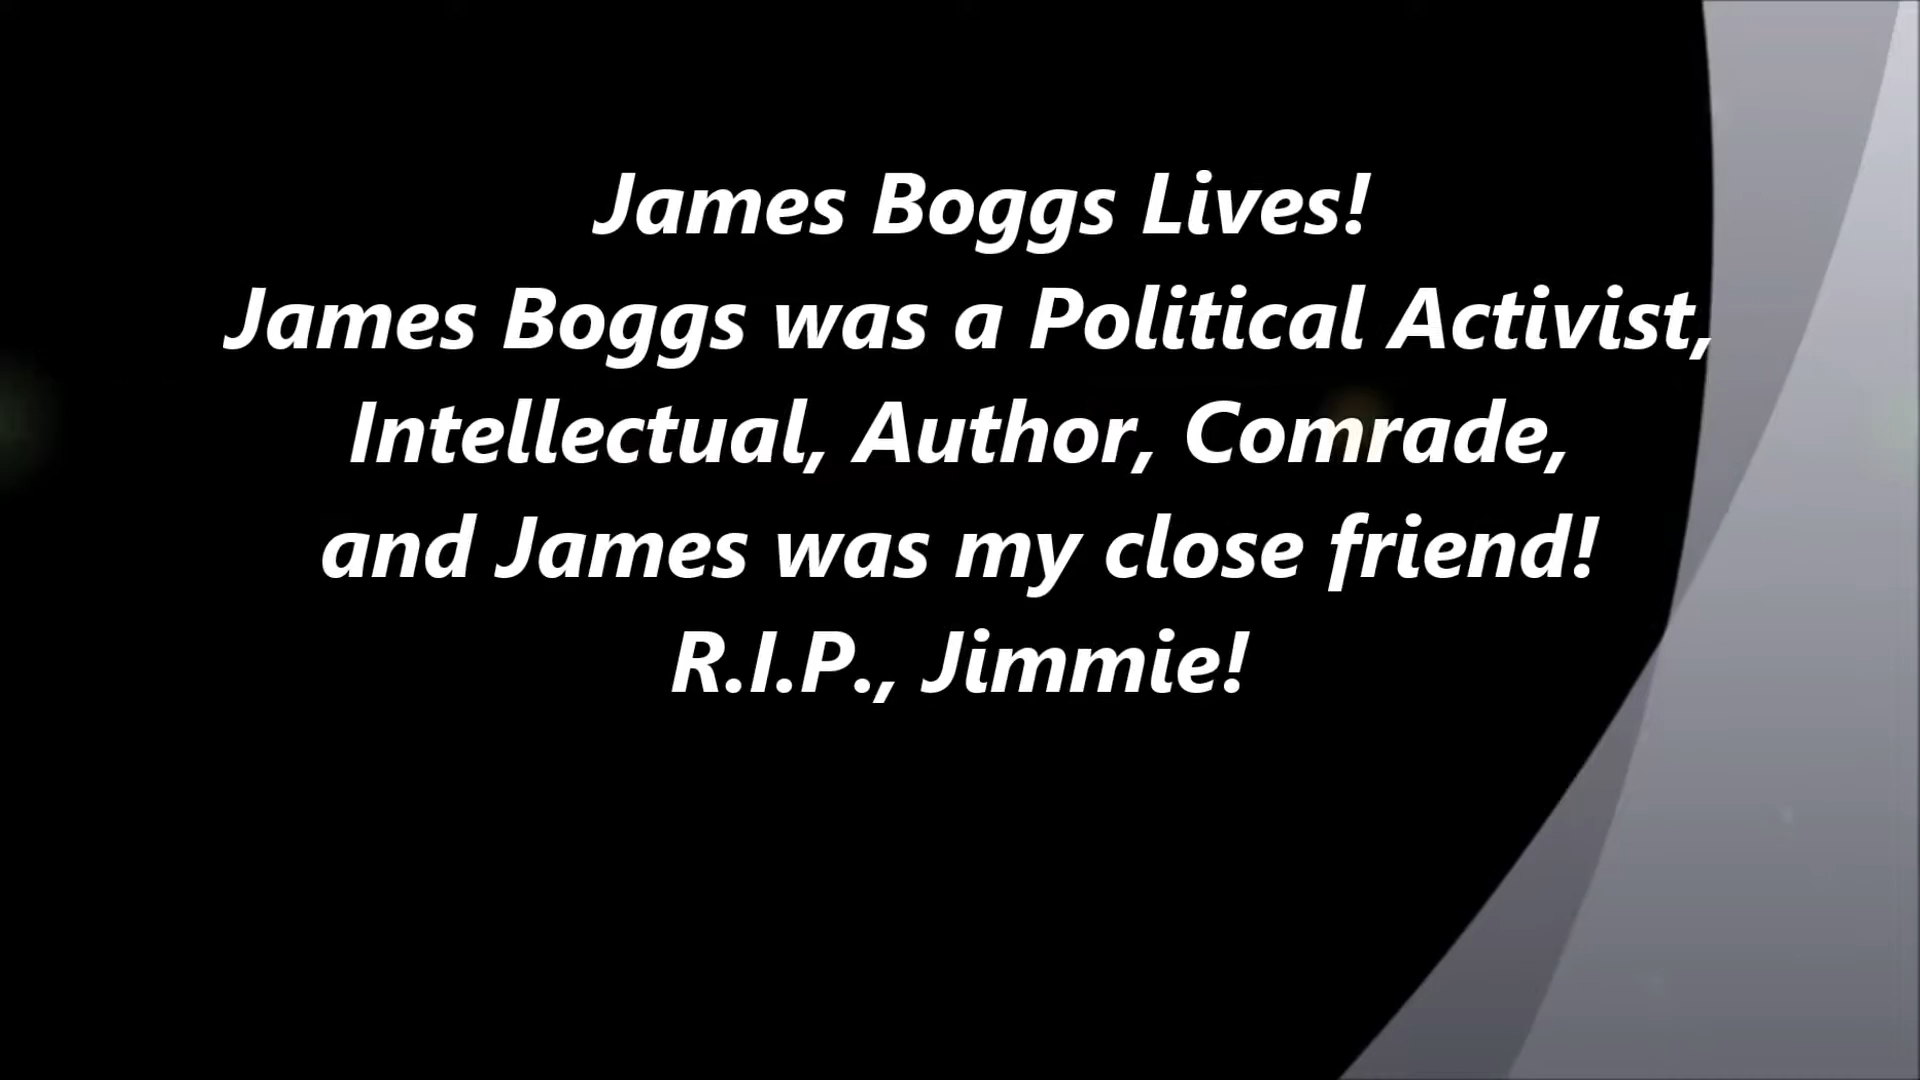 James Boggs Lives!
James Boggs was a Political Activist,
Intellectual, Author, Comrade,
and James was my close friend!
R.I.P., Jimmie!